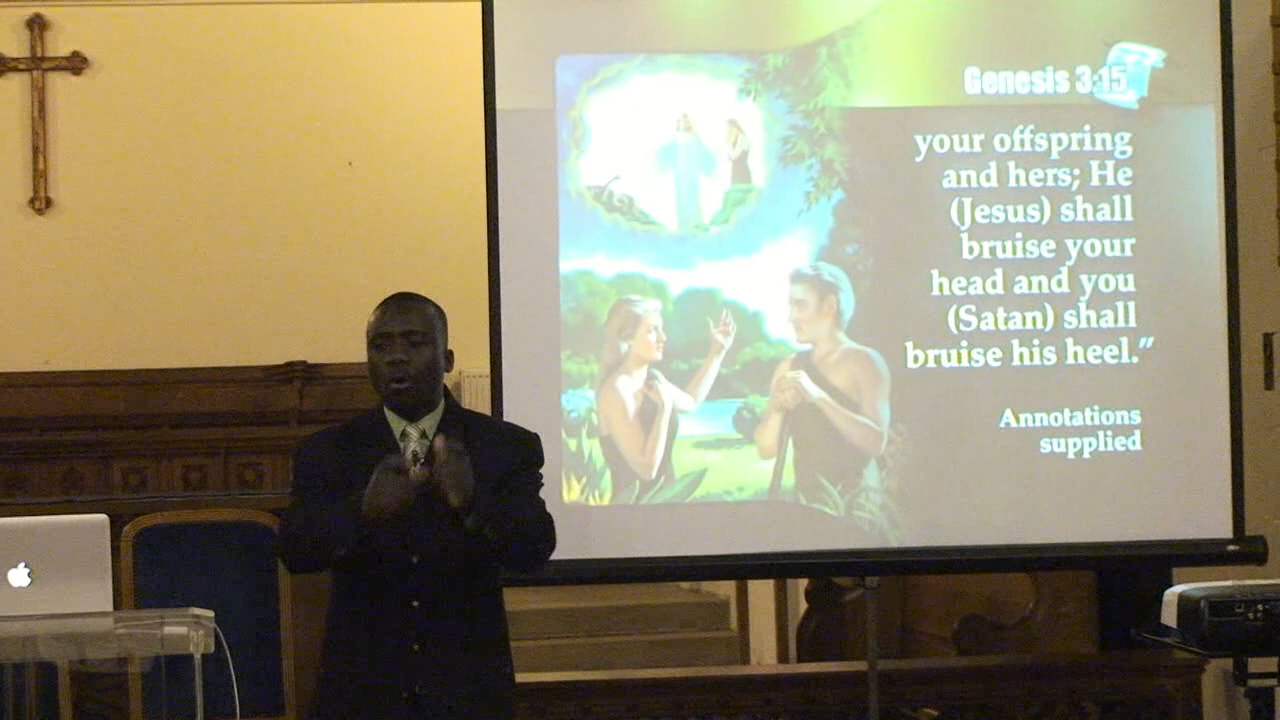 Genesis 3:15
your offspring
and hers; He
(Jesus) shall
bruise your
head and you
(Satan) shall
bruise his heel.”
Annotations
supplied